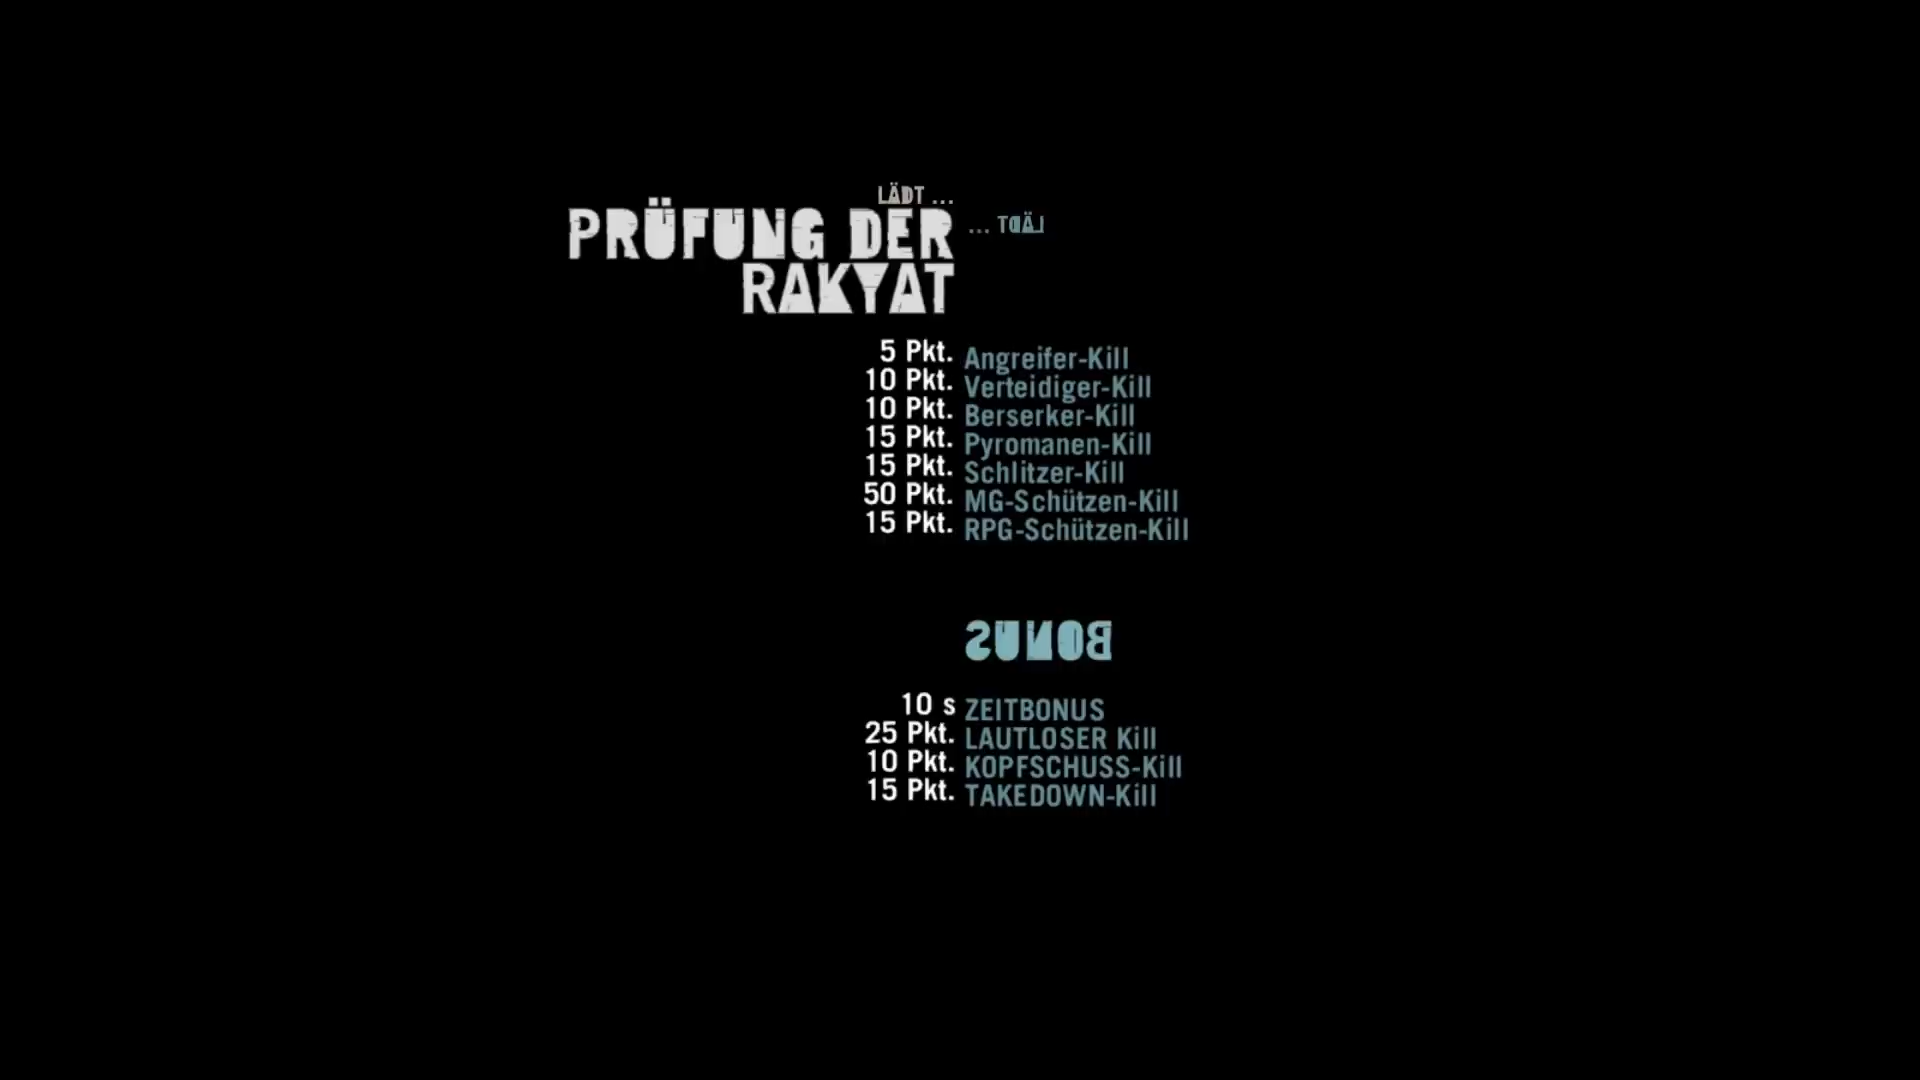 LÄDT ...
PRÜFUNG DER
RAKYAT
... LÄDT
5 Pkt. Angreifer-Kill
10 Pkt. Verteidiger-Kill
10 Pkt. Berserker-Kill
15 Pkt. Pyromanen-Kill
15 Pkt. Schlitzer-Kill
50 Pkt. MG-Schützen-Kill
15 Pkt. RPG-Schützen-Kill
BONUS
10 s ZEITBONUS
25 Pkt. LAUTLOSER Kill
10 Pkt. KOPFSCHUSS-Kill
15 Pkt. TAKEDOWN-Kill